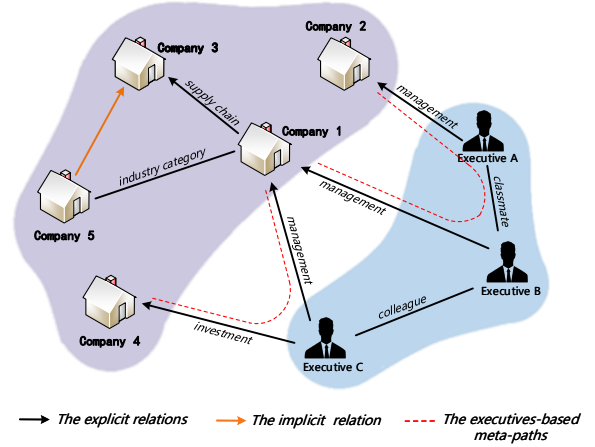 Company 2
Company 3
supply chain
management
Company 1
Executive A
industry category
classmate
management
Company 5
management
Executive B
colleague
investment
Company 4
Executive C
The explicit relations
The implicit relation
The executives-based
meta-paths